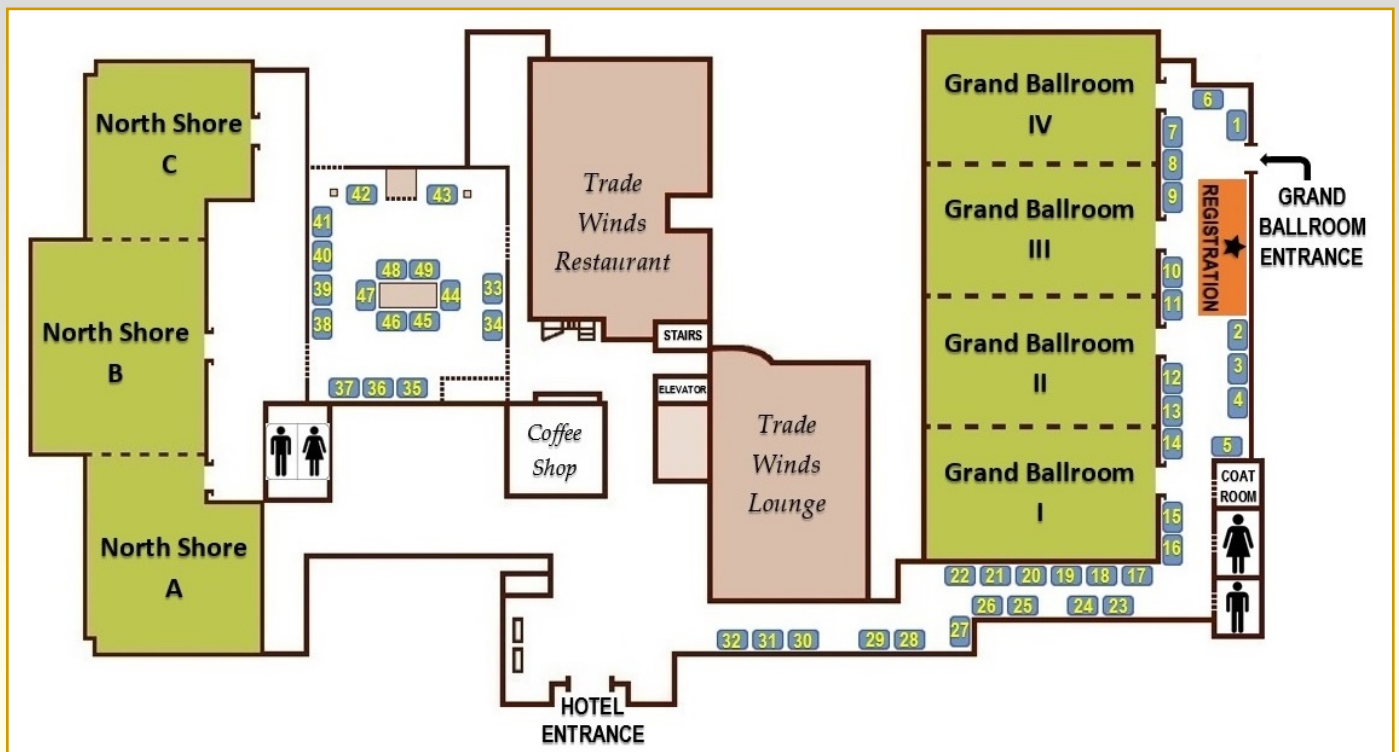 North Shore
C
North Shore
B
North Shore
A
42
43
41
40
39
38
48
49
47
44
46
45
33
34
37
36
35
Trade
Winds
Restaurant
STAIRS
ELEVATOR
Coffee
Shop
Trade
Winds
Lounge
HOTEL
ENTRANCE
Grand Ballroom
IV
Grand Ballroom
III
Grand Ballroom
II
Grand Ballroom
I
6
1
7
8
9
10
11
12
13
14
15
16
REGISTRATION
GRAND
BALLROOM
ENTRANCE
2
3
4
5
COAT
ROOM
22
21
20
19
18
17
26
25
24
23
27
32
31
30
29
28